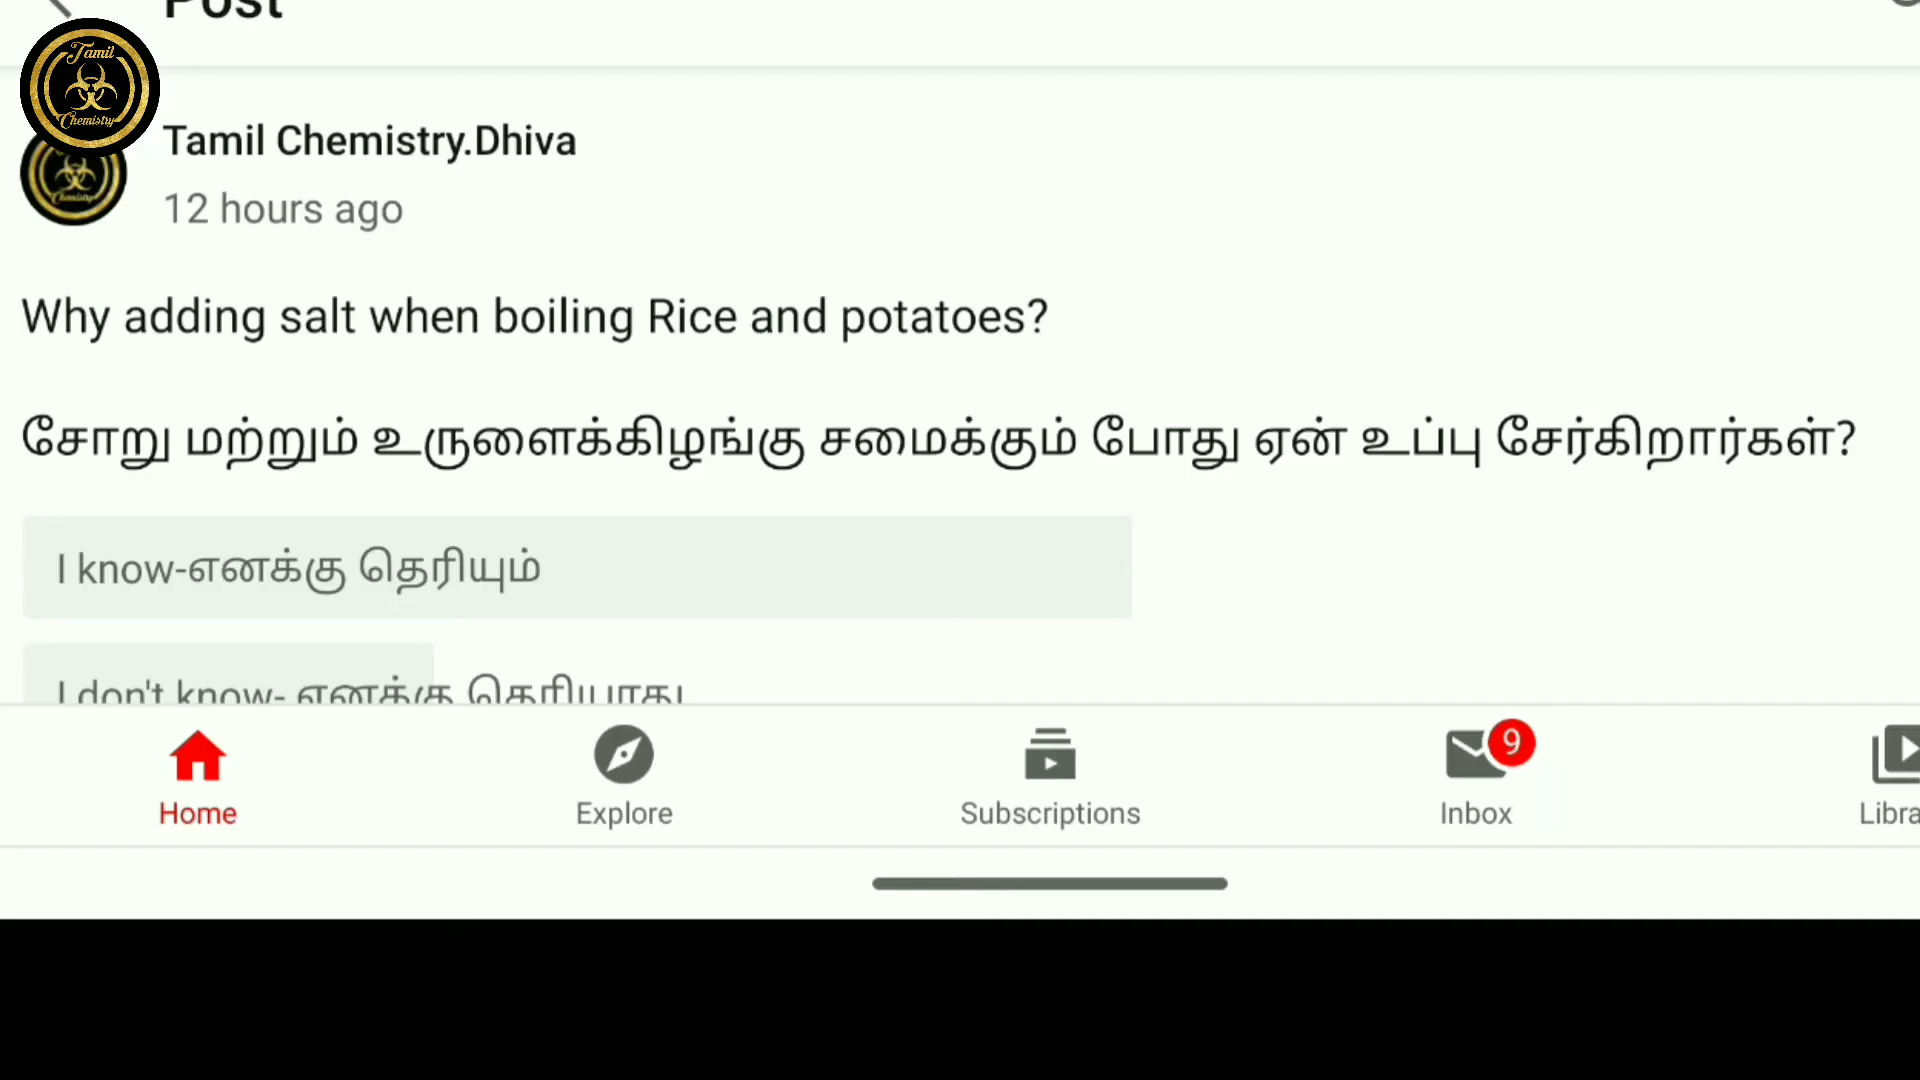 Post
Tamil
Chemistry
Tamil Chemistry.Dhiva
12 hours ago
Why adding salt when boiling Rice and potatoes?
சோறு மற்றும் உருளைக்கிழங்கு சமைக்கும் போது ஏன் உப்பு சேர்கிறார்கள்?
I know-எனக்கு தெரியும்
I don't know- எனக்கு தெரியாது
9
Home
Explore
Subscriptions
Inbox
Libra